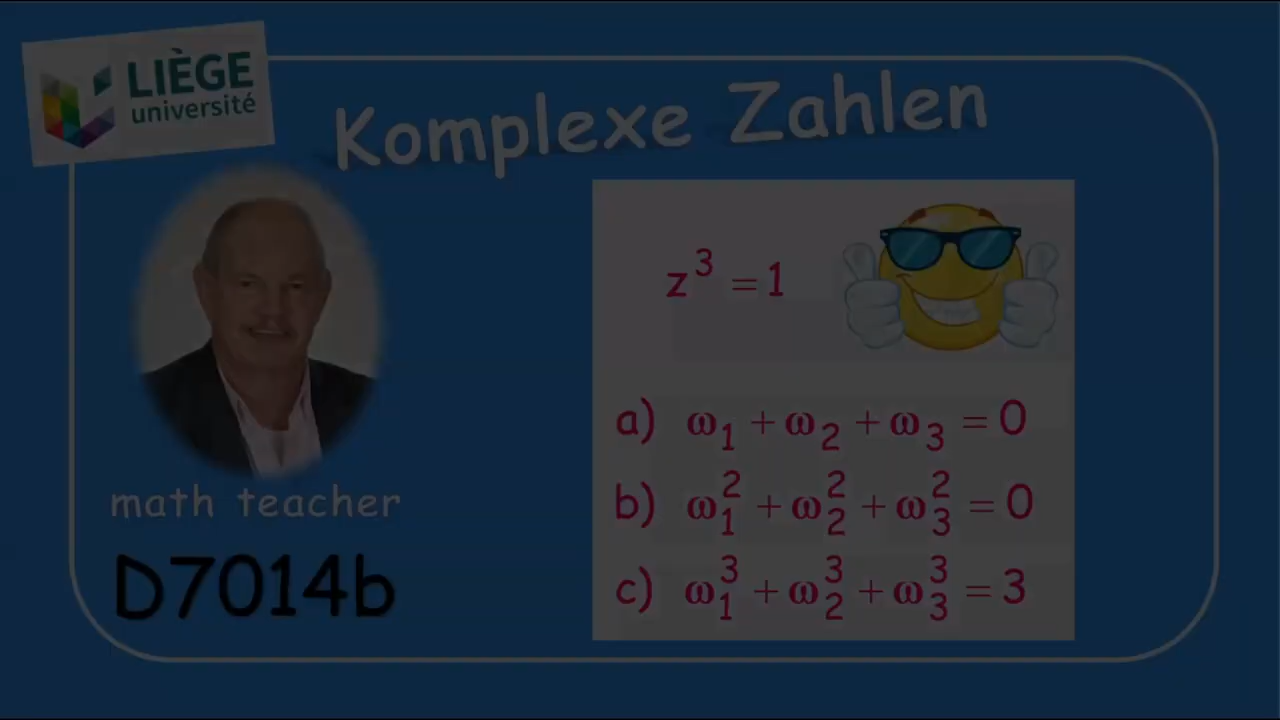 LIÈGE
université
Komplexe Zahlen
z³ = 1
a) ω₁ + ω₂ + ω₃ = 0
b) ω₁² + ω₂² + ω₃² = 0
c) ω₁³ + ω₂³ + ω₃³ = 3
math teacher
D7014b